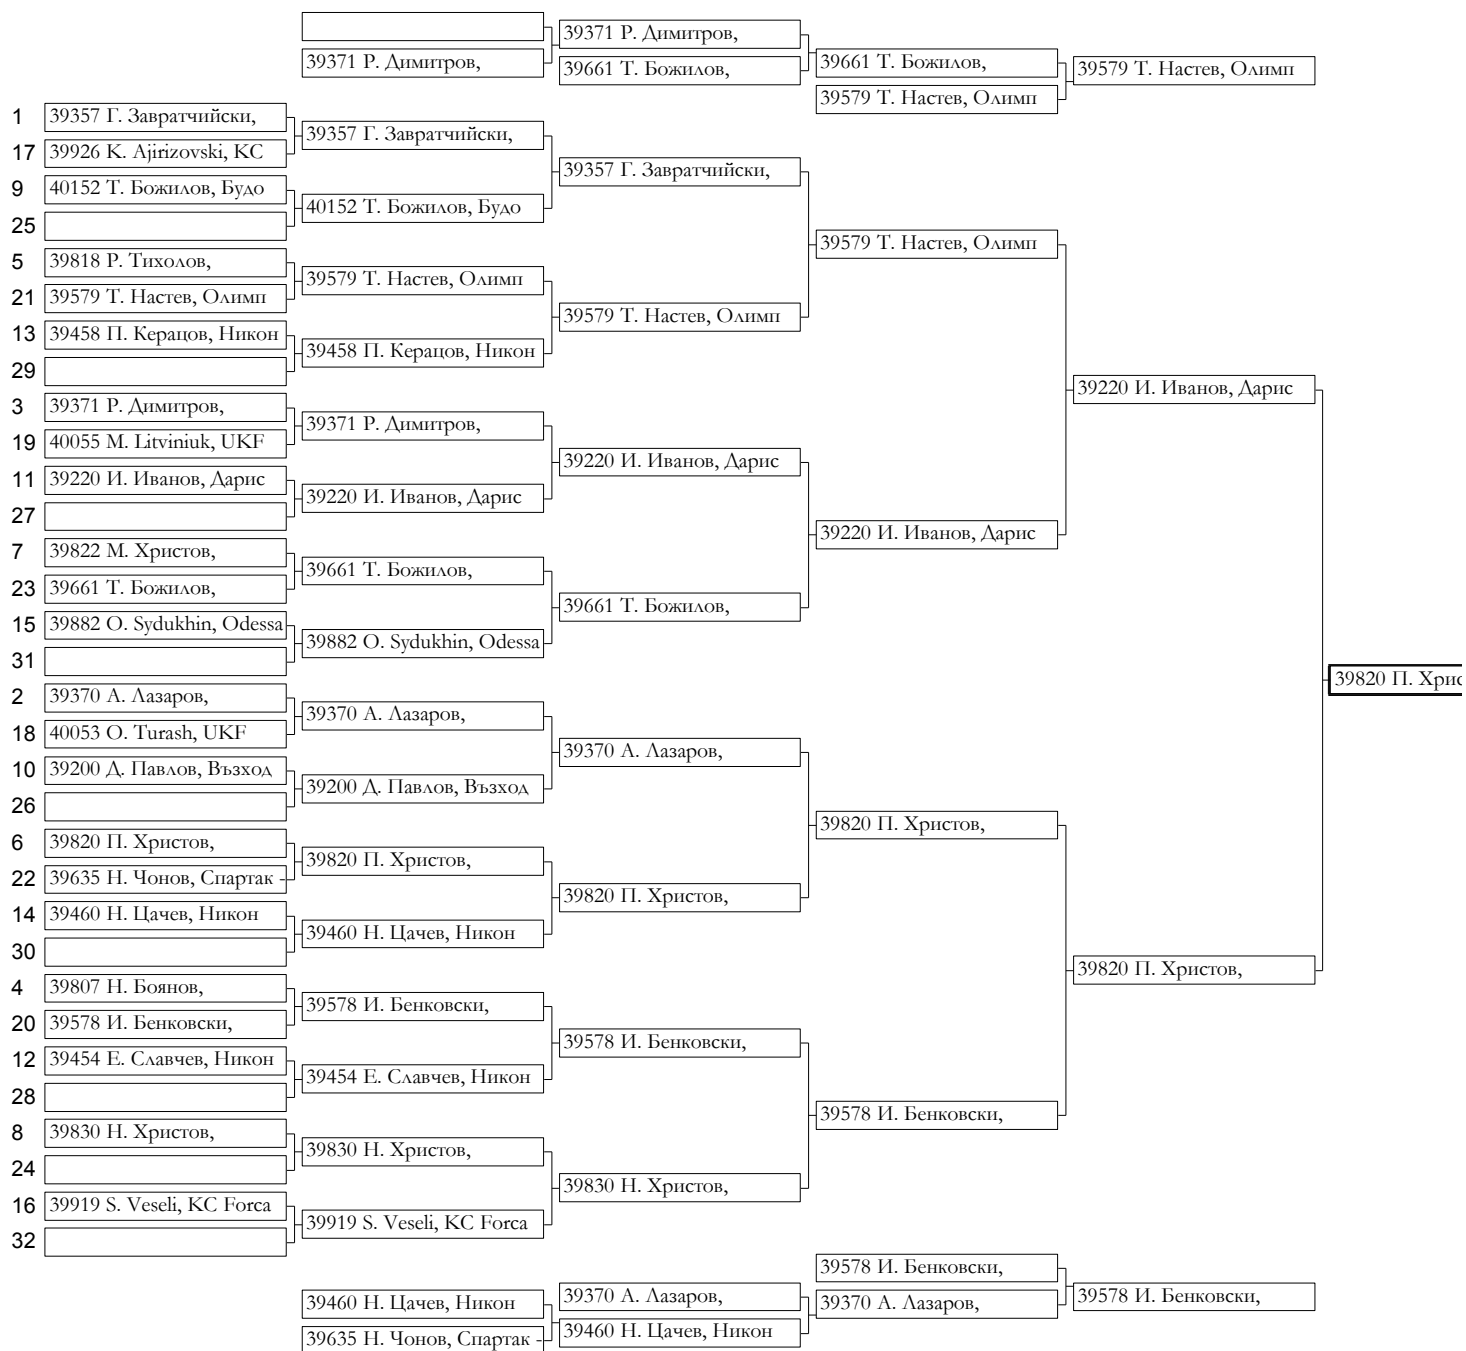 39371 Р. Димитров,
39371 Р. Димитров,
39661 Т. Божилов,
39661 Т. Божилов,
39579 Т. Настев, Олимп
39579 Т. Настев, Олимп
1 39357 Г. Завратчийски,
17 39926 K. Ajirizovski, KC
39357 Г. Завратчийски,
9 40152 Т. Божилов, Будо
25
40152 Т. Божилов, Будо
39357 Г. Завратчийски,
5 39818 Р. Тихолов,
21 39579 Т. Настев, Олимп
39579 Т. Настев, Олимп
13 39458 П. Керацов, Никон
29
39458 П. Керацов, Никон
39579 Т. Настев, Олимп
39579 Т. Настев, Олимп
3 39371 Р. Димитров,
19 40055 M. Litviniuk, UKF
39371 Р. Димитров,
11 39220 И. Иванов, Дарис
27
39220 И. Иванов, Дарис
39220 И. Иванов, Дарис
7 39822 М. Христов,
23 39661 Т. Божилов,
39661 Т. Божилов,
15 39882 O. Sydukhin, Odessa
31
39882 O. Sydukhin, Odessa
39661 Т. Божилов,
39220 И. Иванов, Дарис
39220 И. Иванов, Дарис
2 39370 А. Лазаров,
18 40053 O. Turash, UKF
39370 А. Лазаров,
10 39200 Д. Павлов, Възход
26
39200 Д. Павлов, Възход
39370 А. Лазаров,
6 39820 П. Христов,
22 39635 Н. Чонов, Спартак -
39820 П. Христов,
14 39460 Н. Цачев, Никон
30
39460 Н. Цачев, Никон
39820 П. Христов,
39820 П. Христов,
4 39807 Н. Боянов,
20 39578 И. Бенковски,
39578 И. Бенковски,
12 39454 Е. Славчев, Никон
28
39454 Е. Славчев, Никон
39578 И. Бенковски,
8 39830 Н. Христов,
24
39830 Н. Христов,
16 39919 S. Veseli, KC Forca
32
39919 S. Veseli, KC Forca
39830 Н. Христов,
39578 И. Бенковски,
39820 П. Христов,
39820 П. Хрис
39460 Н. Цачев, Никон
39635 Н. Чонов, Спартак -
39370 А. Лазаров,
39460 Н. Цачев, Никон
39578 И. Бенковски,
39370 А. Лазаров,
39578 И. Бенковски,